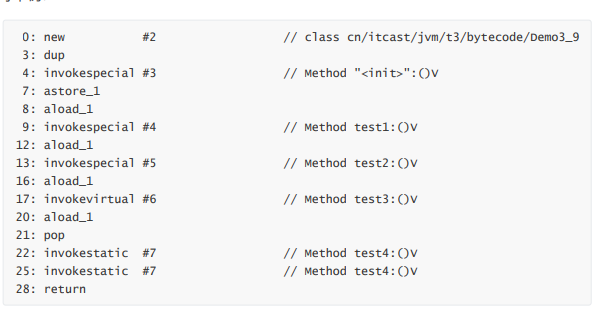 0: new #2 // class cn/itcast/jvm/t3/bytecode/Demo3_9
3: dup
4: invokespecial #3 // Method "<init>":()V
7: astore_1
8: aload_1
9: invokespecial #4 // Method test1:()V
12: aload_1
13: invokespecial #5 // Method test2:()V
16: aload_1
17: invokevirtual #6 // Method test3:()V
20: aload_1
21: pop
22: invokestatic #7 // Method test4:()V
25: invokestatic #7 // Method test4:()V
28: return